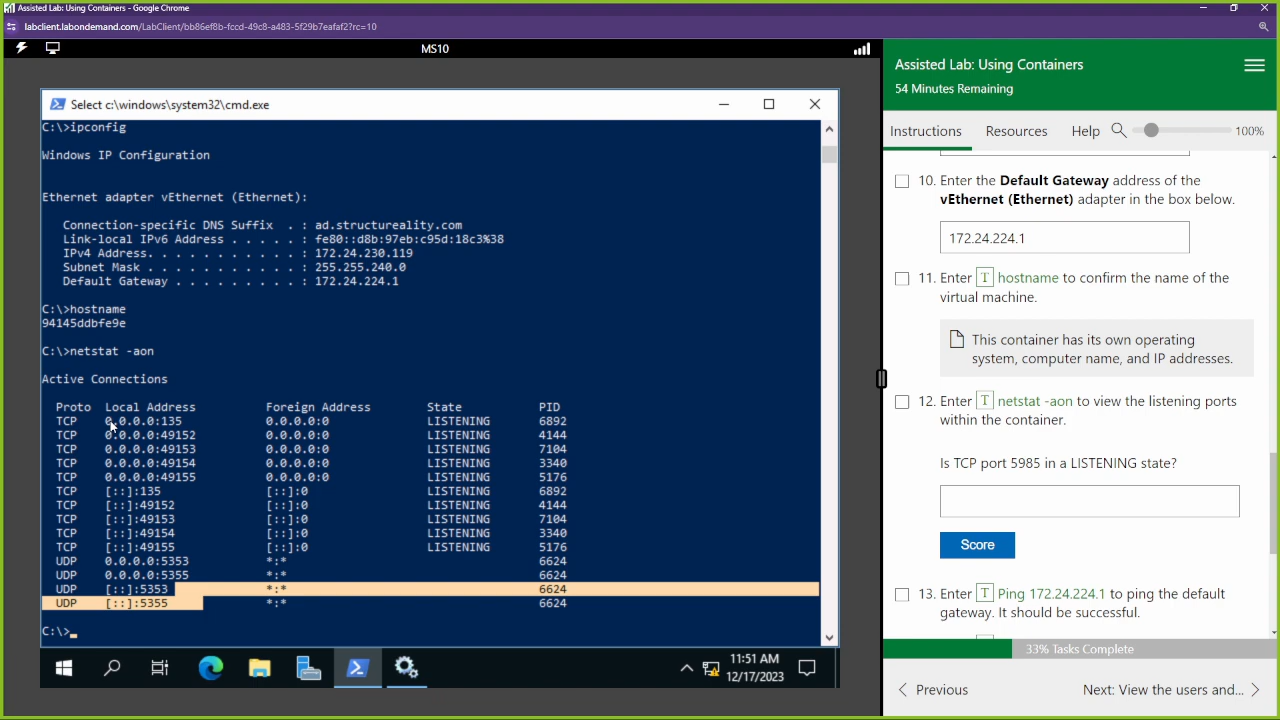 Assisted Lab: Using Containers - Google Chrome
labclient.labondemand.com/LabClient/bb86ef8b-fccd-49c8-a483-5f29b7eafaf2?rc=10
MS10
Select c:\windows\system32\cmd.exe
C:\>ipconfig
Windows IP Configuration
Ethernet adapter vEthernet (Ethernet):
Connection-specific DNS Suffix . : ad.structureality.com
Link-local IPv6 Address . . . . . : fe80::d8b:97eb:c95d:18c3%38
IPv4 Address. . . . . . . . . . . : 172.24.230.119
Subnet Mask . . . . . . . . . . . : 255.255.240.0
Default Gateway . . . . . . . . . : 172.24.224.1
C:\>hostname
94145ddbfe9e
C:\>netstat -aon
Active Connections
Proto Local Address Foreign Address State PID
TCP 0.0.0.0:135 0.0.0.0:0 LISTENING 6892
TCP 0.0.0.0:49152 0.0.0.0:0 LISTENING 4144
TCP 0.0.0.0:49153 0.0.0.0:0 LISTENING 7104
TCP 0.0.0.0:49154 0.0.0.0:0 LISTENING 3340
TCP 0.0.0.0:49155 0.0.0.0:0 LISTENING 5176
TCP [::]:135 [::]:0 LISTENING 6892
TCP [::]:49152 [::]:0 LISTENING 4144
TCP [::]:49153 [::]:0 LISTENING 7104
TCP [::]:49154 [::]:0 LISTENING 3340
TCP [::]:49155 [::]:0 LISTENING 5176
UDP 0.0.0.0:5353 *:* 6624
UDP 0.0.0.0:5355 *:* 6624
UDP [::]:5353 *:* 6624
UDP [::]:5355 *:* 6624
C:\>_
11:51 AM
12/17/2023
Assisted Lab: Using Containers
54 Minutes Remaining
Instructions Resources Help 100%
10. Enter the Default Gateway address of the
vEthernet (Ethernet) adapter in the box below.
172.24.224.1
11. Enter T hostname to confirm the name of the
virtual machine.
This container has its own operating
system, computer name, and IP addresses.
12. Enter T netstat -aon to view the listening ports
within the container.
Is TCP port 5985 in a LISTENING state?
Score
13. Enter T Ping 172.24.224.1 to ping the default
gateway. It should be successful.
33% Tasks Complete
Previous Next: View the users and...